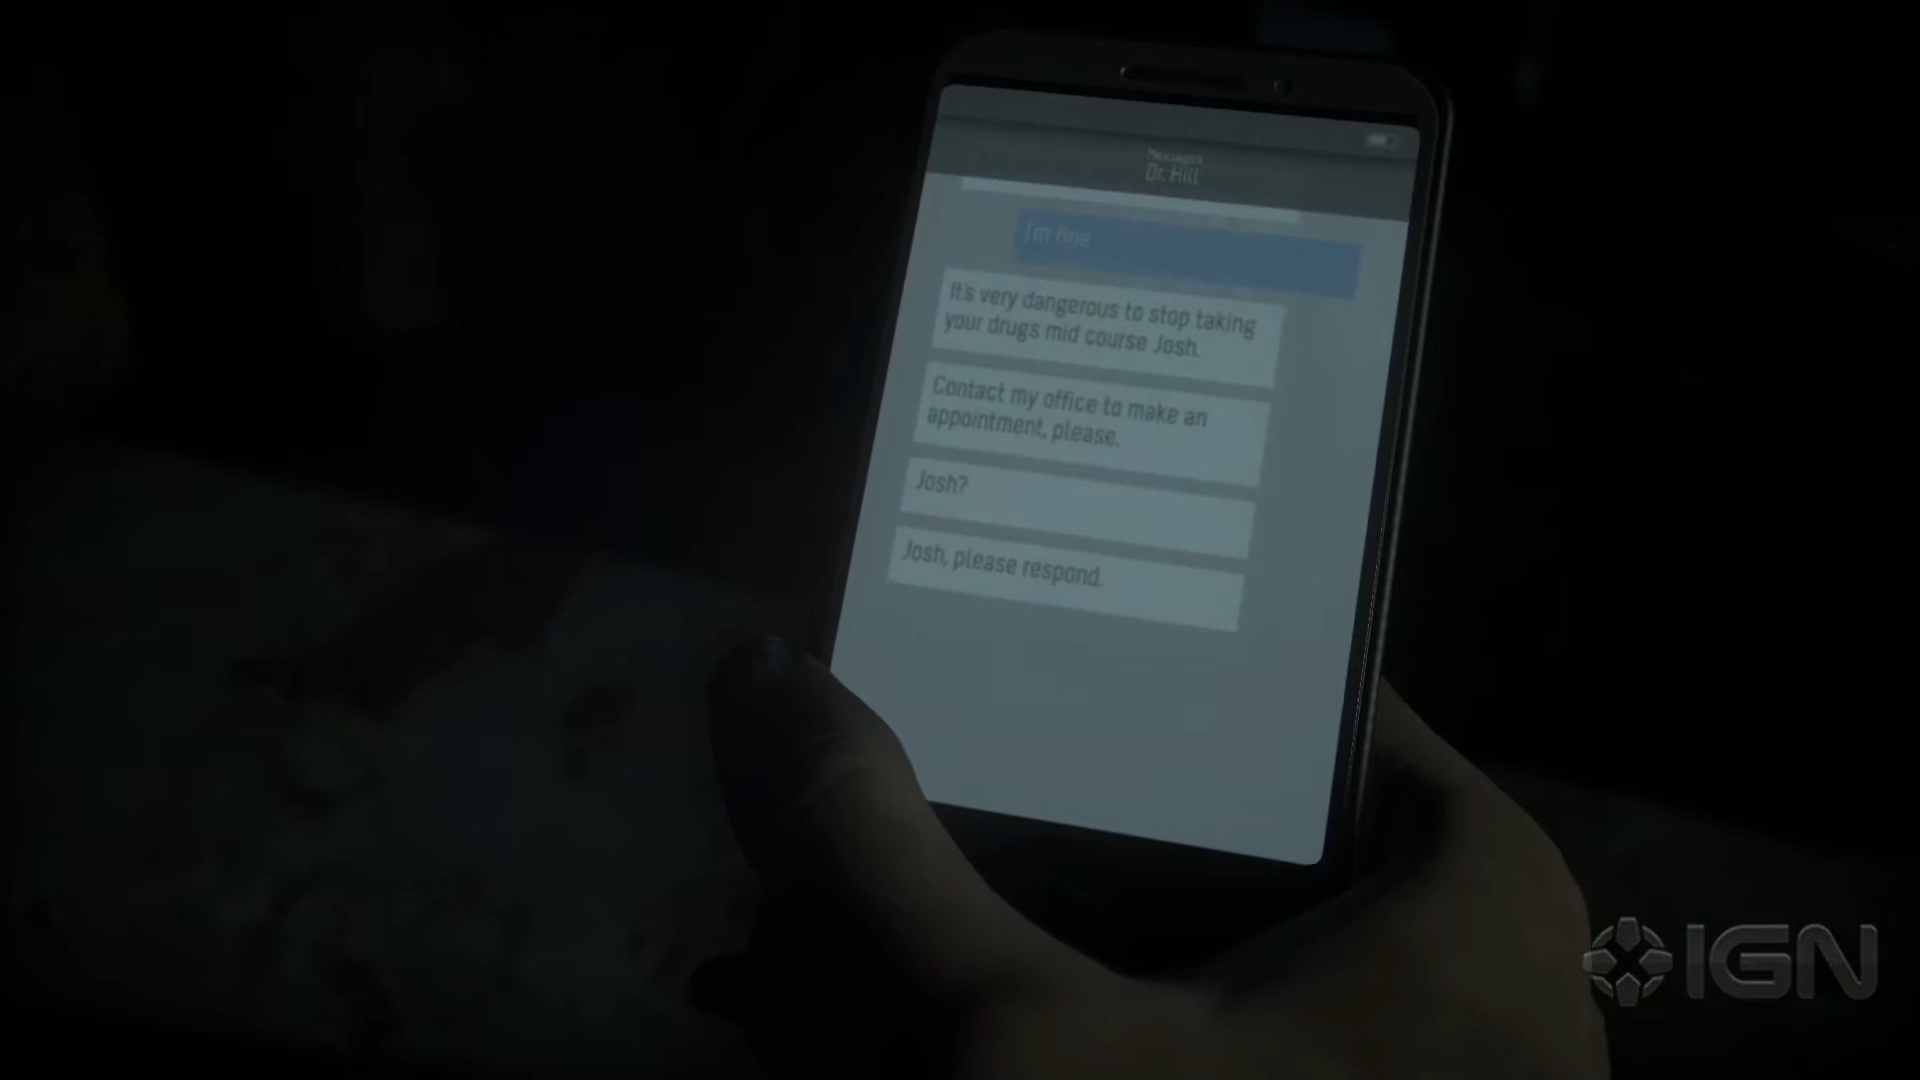 Messages
Dr. Hill
I'm fine
It's very dangerous to stop taking
your drugs mid course Josh.
Contact my office to make an
appointment, please.
Josh?
Josh, please respond.
IGN